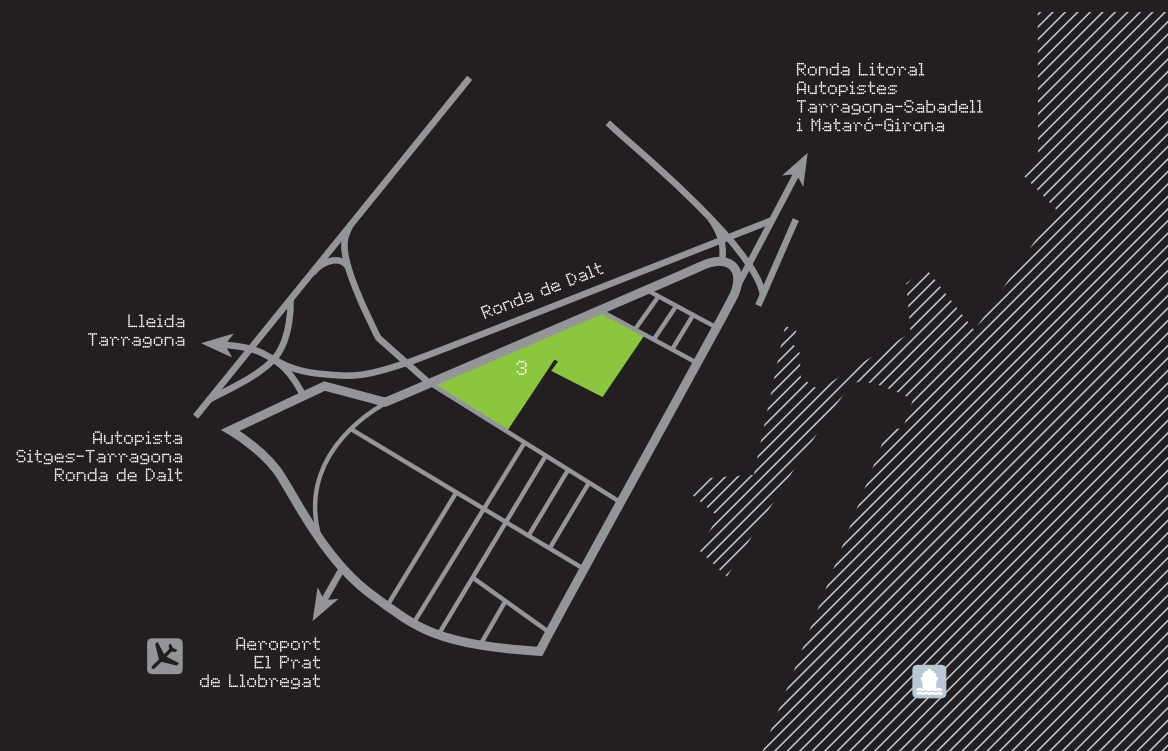 Ronda Litoral
Autopistes
Tarragona-Sabadell
i Mataró-Girona
Ronda de Dalt
Lleida
Tarragona
3
Autopista
Sitges-Tarragona
Ronda de Dalt
Aeroport
El Prat
de Llobregat